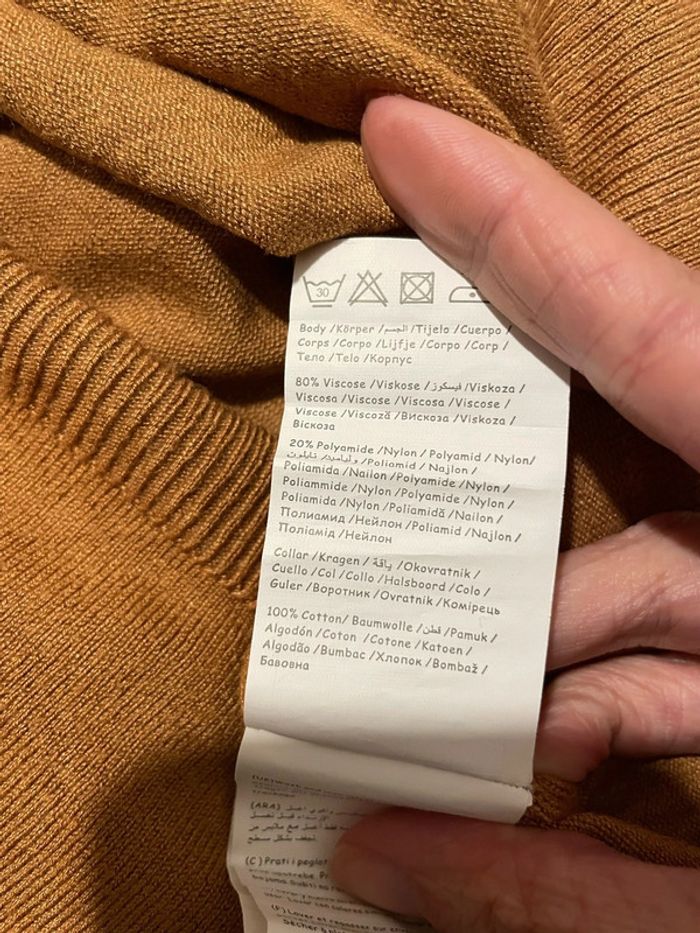 30
Body /Körper /الجسم /Tijelo /Cuerpo /
Corps /Corpo /Lijfje /Corpo /Corp /
Тело /Telo /Корпус
80% Viscose /Viskose /فيسكوز /Viskoza /
Viscosa /Viscose /Viscosa /Viscose /
Viscose /Viscoză /Вискоза /Viskoza /
Віскоза
20% Polyamide /Nylon / Polyamid / Nylon/
/Poliamid / Najlon /
Poliamida /Nailon /Polyamide /Nylon /
Poliammide /Nylon /Polyamide /Nylon /
Poliamida /Nylon /Poliamidă /Nailon /
Полиамид /Нейлон /Poliamid /Najlon /
Поліамід /Нейлон
Collar /Kragen / ياقة /Okovratnik /
Cuello /Col /Collo /Halsboord /Colo /
Guler /Воротник /Ovratnik /Комірець
100% Cotton/ Baumwolle /قطن /Pamuk /
Algodón /Coton /Cotone /Katoen /
Algodão /Bumbac /Хлопок /Bombaž /
Бавовна
(ARA)
(C) Prati i
(F) Laver et repasser sur